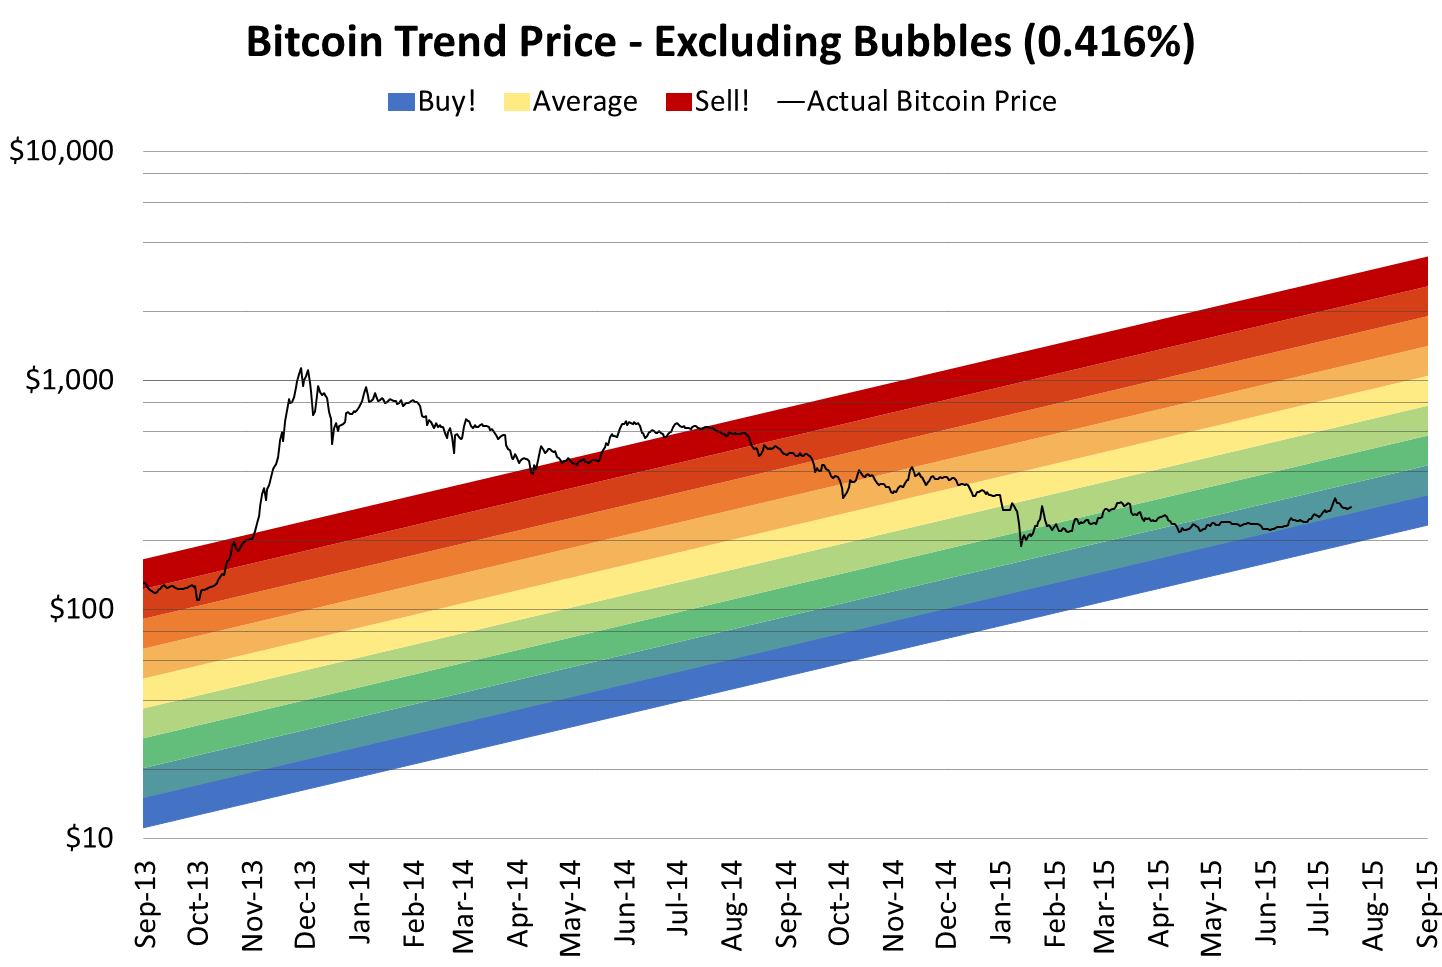 Bitcoin Trend Price - Excluding Bubbles (0.416%)
Buy! Average Sell! Actual Bitcoin Price
$10,000
$1,000
$100
$10
Sep-13
Oct-13
Nov-13
Dec-13
Jan-14
Feb-14
Mar-14
Apr-14
May-14
Jun-14
Jul-14
Aug-14
Sep-14
Oct-14
Nov-14
Dec-14
Jan-15
Feb-15
Mar-15
Apr-15
May-15
Jun-15
Jul-15
Aug-15
Sep-15